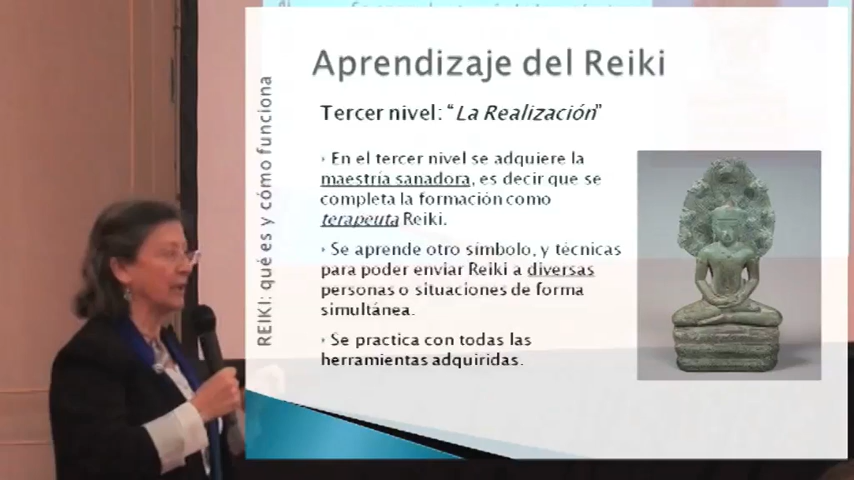 Aprendizaje del Reiki
Tercer nivel: “La Realización”
En el tercer nivel se adquiere la
maestría sanadora, es decir que se
completa la formación como
terapeuta Reiki.
Se aprende otro símbolo, y técnicas
para poder enviar Reiki a diversas
personas o situaciones de forma
simultánea.
Se practica con todas las
herramientas adquiridas.
REIKI: qué es y cómo funciona